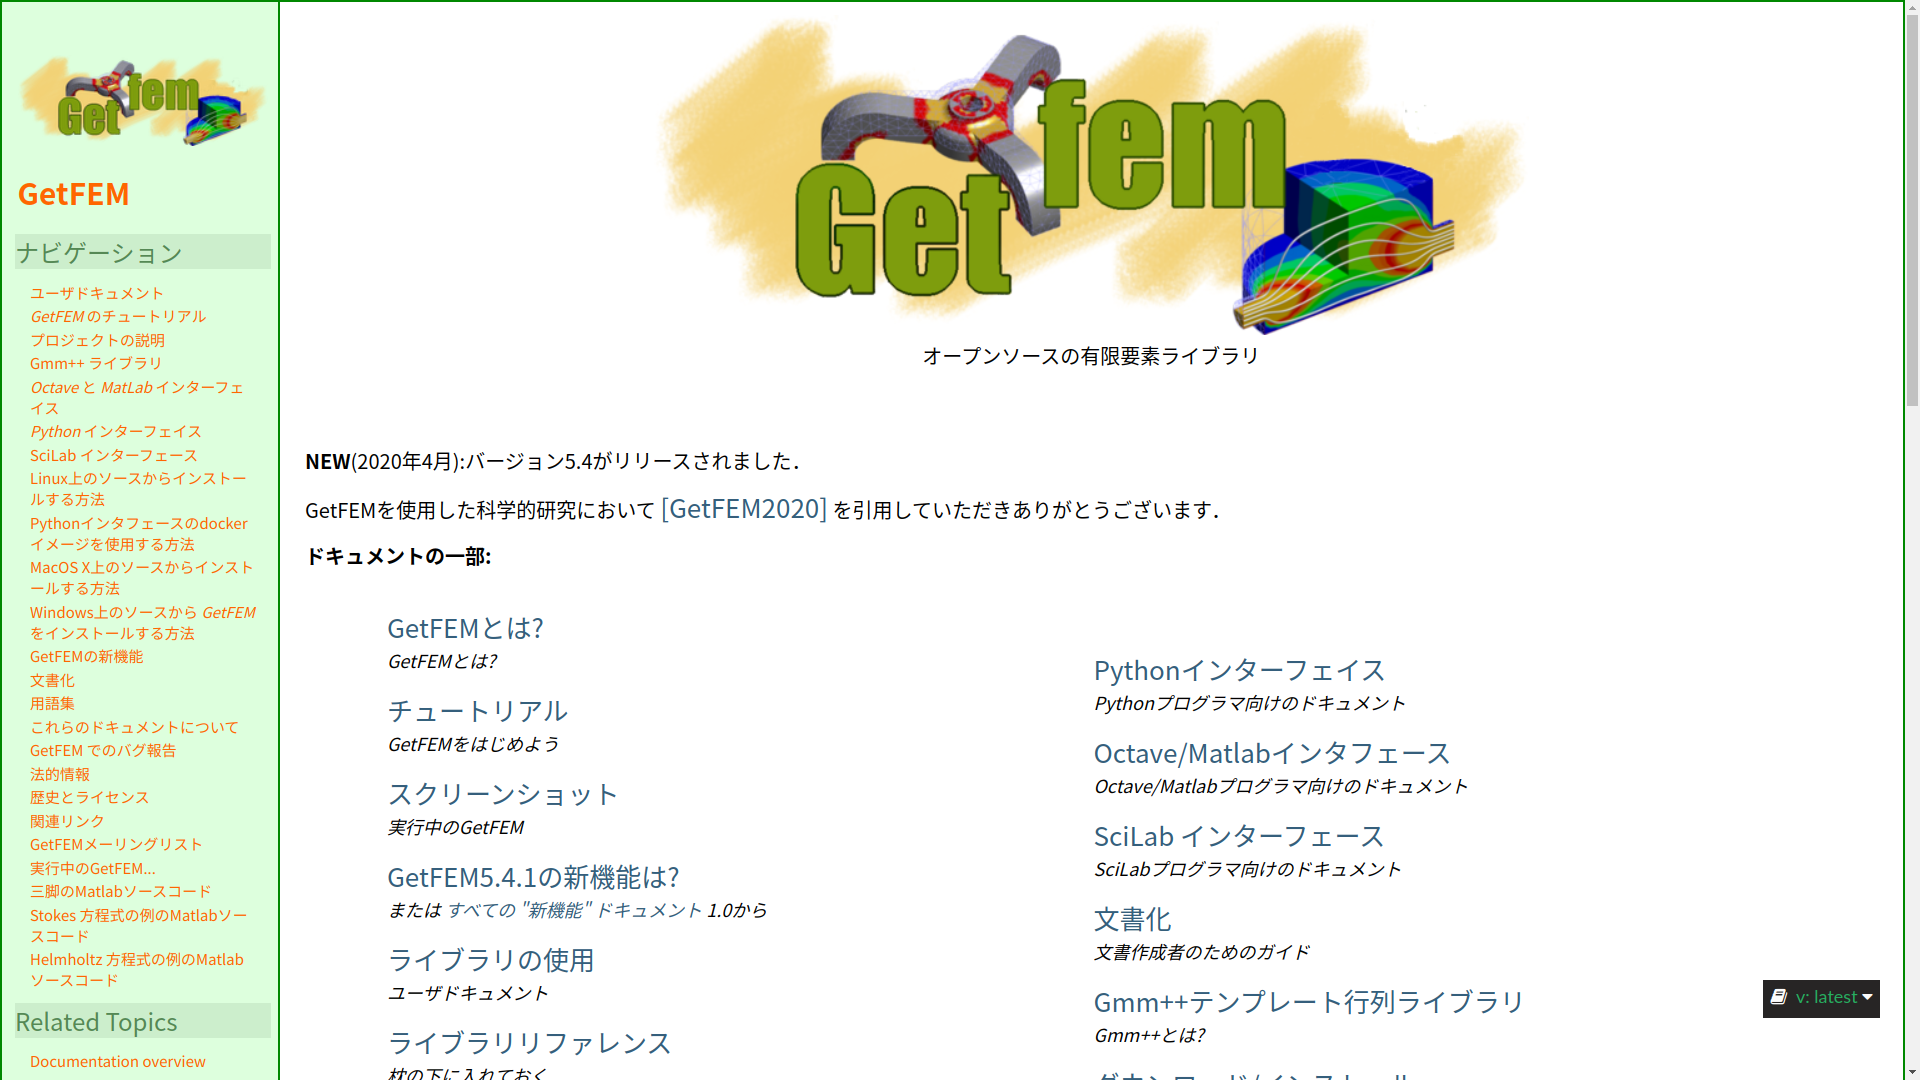 Get fem
GetFEM
ナビゲーション
ユーザドキュメント
GetFEM のチュートリアル
プロジェクトの説明
Gmm++ ライブラリ
Octave と MatLab インターフェ
イス
Python インターフェイス
SciLab インターフェース
Linux上のソースからインストー
ルする方法
Pythonインタフェースのdocker
イメージを使用する方法
MacOS X上のソースからインスト
ールする方法
Windows上のソースから GetFEM
をインストールする方法
GetFEMの新機能
文書化
用語集
これらのドキュメントについて
GetFEM でのバグ報告
法的情報
歴史とライセンス
関連リンク
GetFEMメーリングリスト
実行中のGetFEM...
三脚のMatlabソースコード
Stokes 方程式の例のMatlabソー
スコード
Helmholtz 方程式の例のMatlab
ソースコード
Related Topics
Documentation overview
Get fem
オープンソースの有限要素ライブラリ
NEW(2020年4月):バージョン5.4がリリースされました．
GetFEMを使用した科学的研究において [GetFEM2020] を引用していただきありがとうございます．
ドキュメントの一部:
GetFEMとは?
GetFEMとは?
チュートリアル
GetFEMをはじめよう
スクリーンショット
実行中のGetFEM
GetFEM5.4.1の新機能は?
または すべての "新機能" ドキュメント 1.0から
ライブラリの使用
ユーザドキュメント
ライブラリリファレンス
枕の下に入れておく
Pythonインターフェイス
Pythonプログラマ向けのドキュメント
Octave/Matlabインタフェース
Octave/Matlabプログラマ向けのドキュメント
SciLab インターフェース
SciLabプログラマ向けのドキュメント
文書化
文書作成者のためのガイド
Gmm++テンプレート行列ライブラリ
Gmm++とは?
v: latest